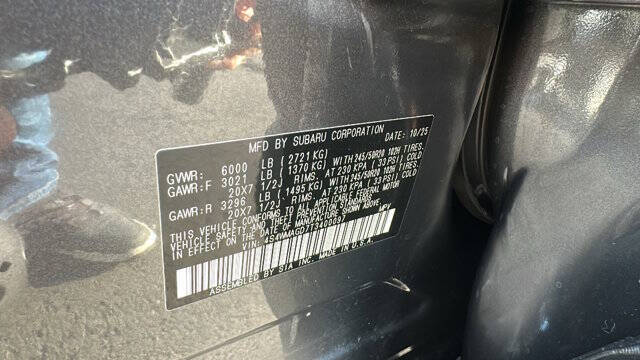 MFD BY SUBARU CORPORATION DATE: 10/25
GVWR: 6000 LB ( 2721 KG)
GAWR:F 3021 LB ( 1370 KG) WITH 245/50R20 102H TIRES,
20X7 1/2J RIMS, AT 230 KPA ( 33 PSI) COLD
GAWR:R 3296 LB ( 1495 KG) WITH 245/50R20 102H TIRES,
20X7 1/2J RIMS, AT 230 KPA ( 33 PSI) COLD
THIS VEHICLE CONFORMS TO ALL APPLICABLE FEDERAL MOTOR
VEHICLE SAFETY AND THEFT PREVENTION STANDARDS
IN EFFECT ON THE DATE OF MANUFACTURE SHOWN ABOVE.
VIN: MPV
ASSEMBLED BY SIA INC. MADE IN U.S.A.